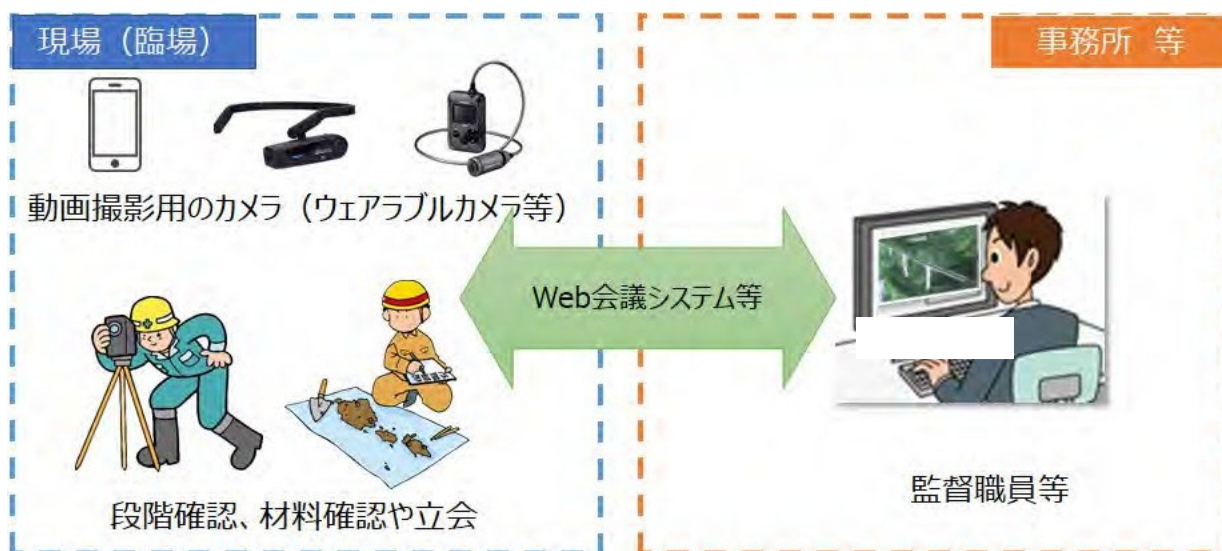 現場（臨場）
事務所 等
動画撮影用のカメラ（ウェアラブルカメラ等）
Web会議システム等
段階確認、材料確認や立会
監督職員等